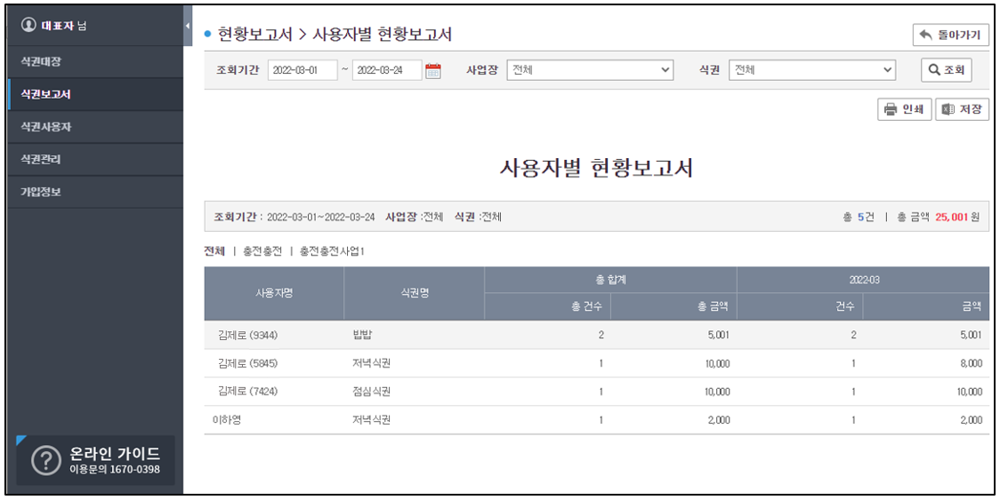 대표자 님
식권대장
식권보고서
식권사용자
식권관리
가입정보
온라인 가이드
이용문의 1670-0398
현황보고서 > 사용자별 현황보고서
돌아가기
조회기간 2022-03-01 ~ 2022-03-24 사업장 전체 식권 전체 조회
인쇄 저장
사용자별 현황보고서
조회기간 : 2022-03-01~2022-03-24 사업장 :전체 식권 :전체 총 5건 | 총 금액 25,001 원
전체 | 충전충전 | 충전충전사업1
사용자명 식권명 총 합계 2022-03
총 건수 총 금액 건수 금액
김제로 (9344) 밥밥 2 5,001 2 5,001
김제로 (5845) 저녁식권 1 10,000 1 8,000
김제로 (7424) 점심식권 1 10,000 1 10,000
이하영 저녁식권 1 2,000 1 2,000